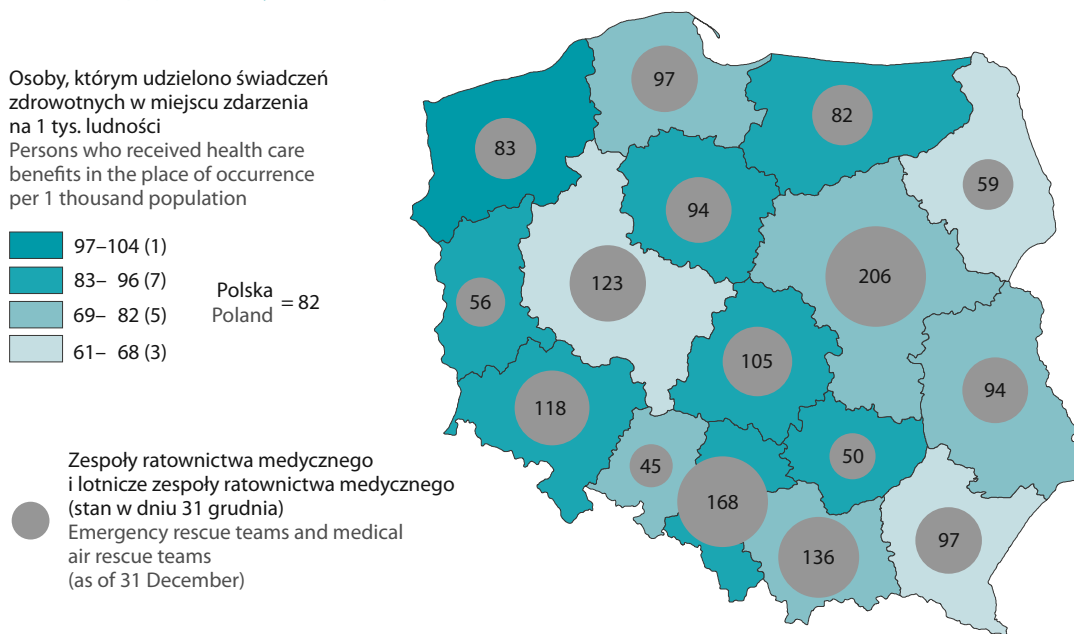 Osoby, którym udzielono świadczeń
zdrowotnych w miejscu zdarzenia
na 1 tys. ludności
Persons who received health care
benefits in the place of occurrence
per 1 thousand population
97–104 (1)
83– 96 (7)
69– 82 (5)
61– 68 (3)
Polska
Poland
= 82
Zespoły ratownictwa medycznego
i lotnicze zespoły ratownictwa medycznego
(stan w dniu 31 grudnia)
Emergency rescue teams and medical
air rescue teams
(as of 31 December)
97
82
83
59
94
206
123
56
105
94
118
50
45
168
97
136